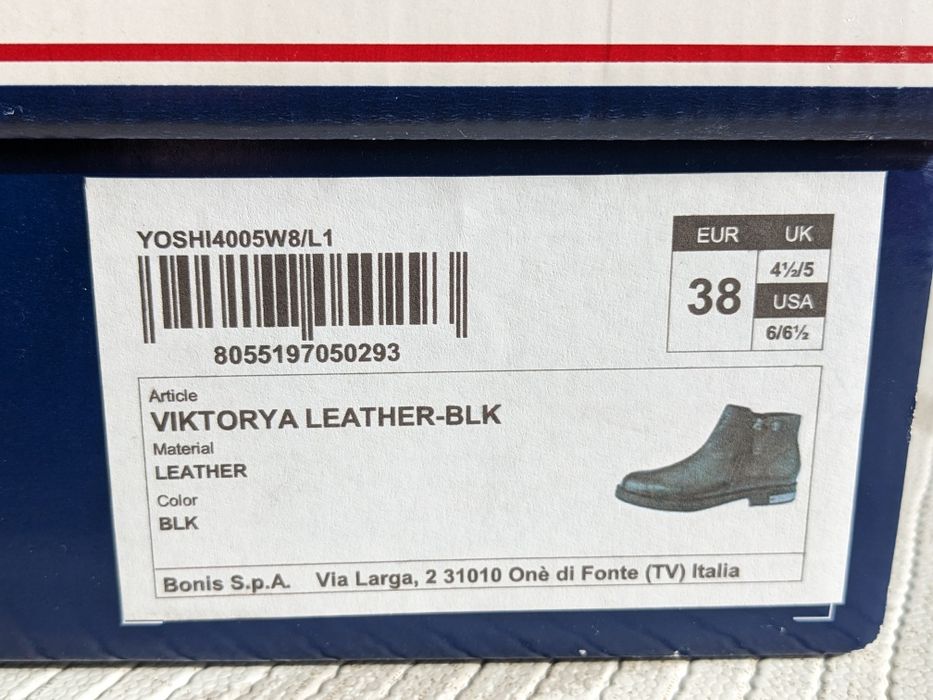 YOSHI4005W8/L1
8055197050293
EUR UK
38
4½/5
USA
6/6½
Article
VIKTORYA LEATHER-BLK
Material
LEATHER
Color
BLK
Bonis S.p.A. Via Larga, 2 31010 Onè di Fonte (TV) Italia